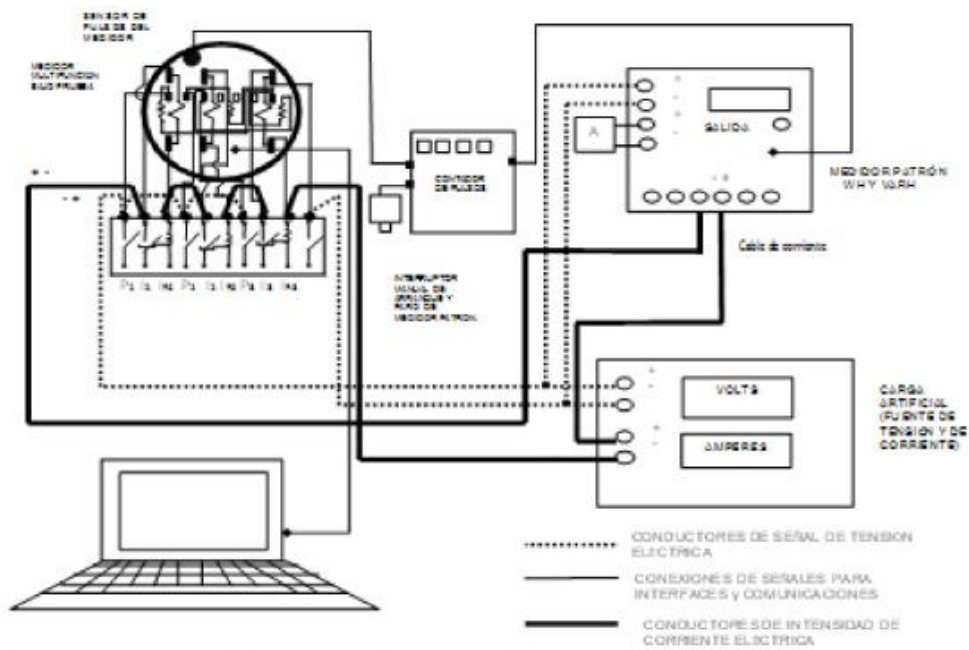 SENSOR DE
PULSOS DEL
MEDIDOR
MEDIDOR
MULTIFUNCION
BAJO PRUEBA
CONTADOR
DE PULSOS
INTERRUPTOR
MANUAL DE
ARRANQUE Y
PARO DE
MEDIDOR PATRON.
A
SALIDA
MEDIDOR PATRÓN
WH Y VARH
Cable de corriente
VOLTS
AMPERES
CARGA
ARTIFICIAL
(FUENTE DE
TENSION Y DE
CORRIENTE)
CONDUCTORES DE SEÑAL DE TENSION
ELECTRICA
CONEXIONES DE SEÑALES PARA
INTERFACES y COMUNICACIONES
CONDUCTORES DE INTENSIDAD DE
CORRIENTE ELECTRICA